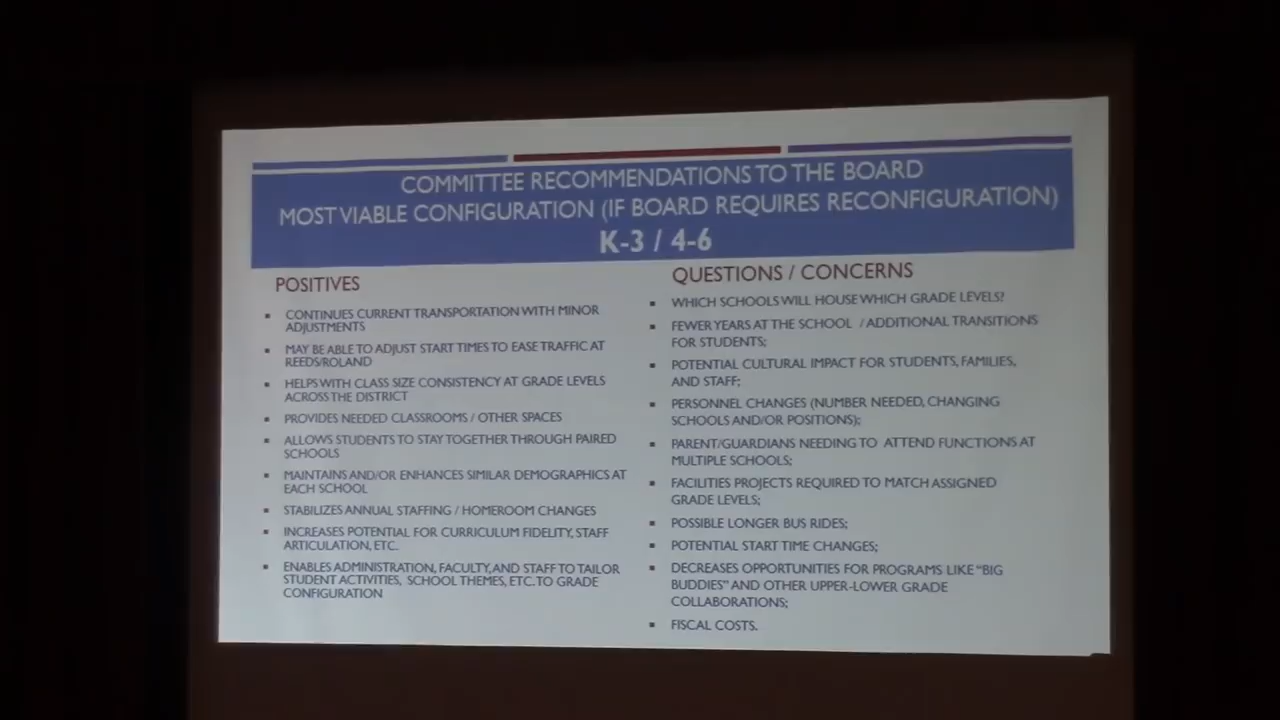 COMMITTEE RECOMMENDATIONS TO THE BOARD
MOST VIABLE CONFIGURATION (IF BOARD REQUIRES RECONFIGURATION)
K-3 / 4-6
POSITIVES
▪ CONTINUES CURRENT TRANSPORTATION WITH MINOR
ADJUSTMENTS
▪ MAY BE ABLE TO ADJUST START TIMES TO EASE TRAFFIC AT
REEDS/ROLAND
▪ HELPS WITH CLASS SIZE CONSISTENCY AT GRADE LEVELS
ACROSS THE DISTRICT
▪ PROVIDES NEEDED CLASSROOMS / OTHER SPACES
▪ ALLOWS STUDENTS TO STAY TOGETHER THROUGH PAIRED
SCHOOLS
▪ MAINTAINS AND/OR ENHANCES SIMILAR DEMOGRAPHICS AT
EACH SCHOOL
▪ STABILIZES ANNUAL STAFFING / HOMEROOM CHANGES
▪ INCREASES POTENTIAL FOR CURRICULUM FIDELITY, STAFF
ARTICULATION, ETC.
▪ ENABLES ADMINISTRATION, FACULTY, AND STAFF TO TAILOR
STUDENT ACTIVITIES, SCHOOL THEMES, ETC. TO GRADE
CONFIGURATION
QUESTIONS / CONCERNS
▪ WHICH SCHOOLS WILL HOUSE WHICH GRADE LEVELS?
▪ FEWER YEARS AT THE SCHOOL / ADDITIONAL TRANSITIONS
FOR STUDENTS;
▪ POTENTIAL CULTURAL IMPACT FOR STUDENTS, FAMILIES,
AND STAFF;
▪ PERSONNEL CHANGES (NUMBER NEEDED, CHANGING
SCHOOLS AND/OR POSITIONS);
▪ PARENT/GUARDIANS NEEDING TO ATTEND FUNCTIONS AT
MULTIPLE SCHOOLS;
▪ FACILITIES PROJECTS REQUIRED TO MATCH ASSIGNED
GRADE LEVELS;
▪ POSSIBLE LONGER BUS RIDES;
▪ POTENTIAL START TIME CHANGES;
▪ DECREASES OPPORTUNITIES FOR PROGRAMS LIKE "BIG
BUDDIES" AND OTHER UPPER-LOWER GRADE
COLLABORATIONS;
▪ FISCAL COSTS.